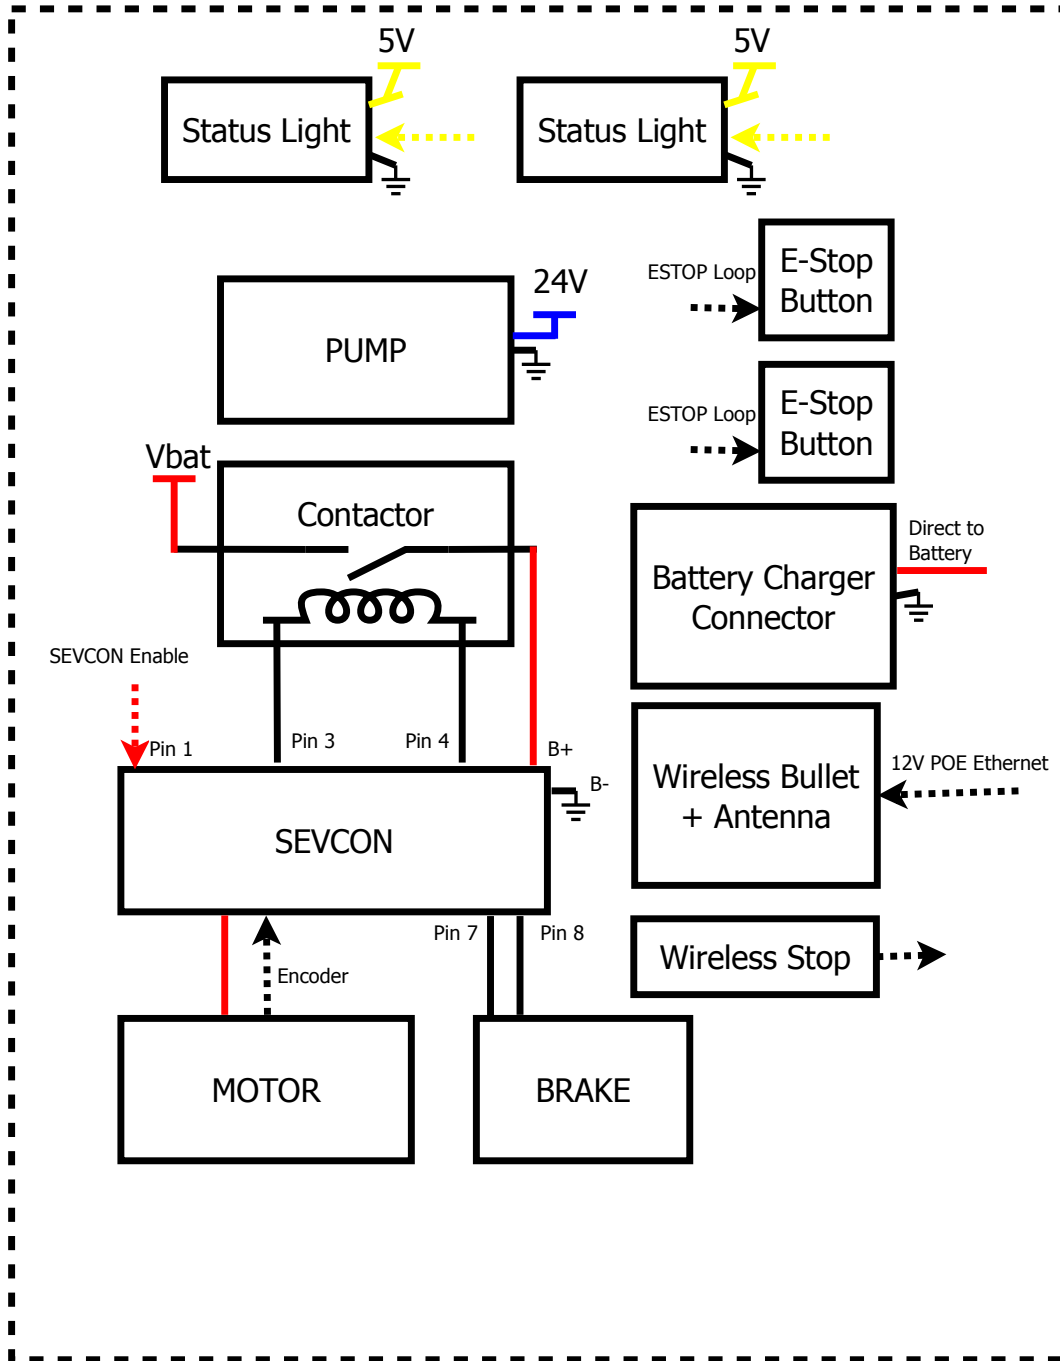 5V
5V
Status Light
Status Light
E-Stop
Button
ESTOP Loop
24V
PUMP
E-Stop
Button
ESTOP Loop
Vbat
Contactor
Direct to
Battery
Battery Charger
Connector
SEVCON Enable
Pin 1
Pin 3
Pin 4
B+
B-
12V POE Ethernet
Wireless Bullet
+ Antenna
SEVCON
Pin 7
Pin 8
Wireless Stop
Encoder
MOTOR
BRAKE